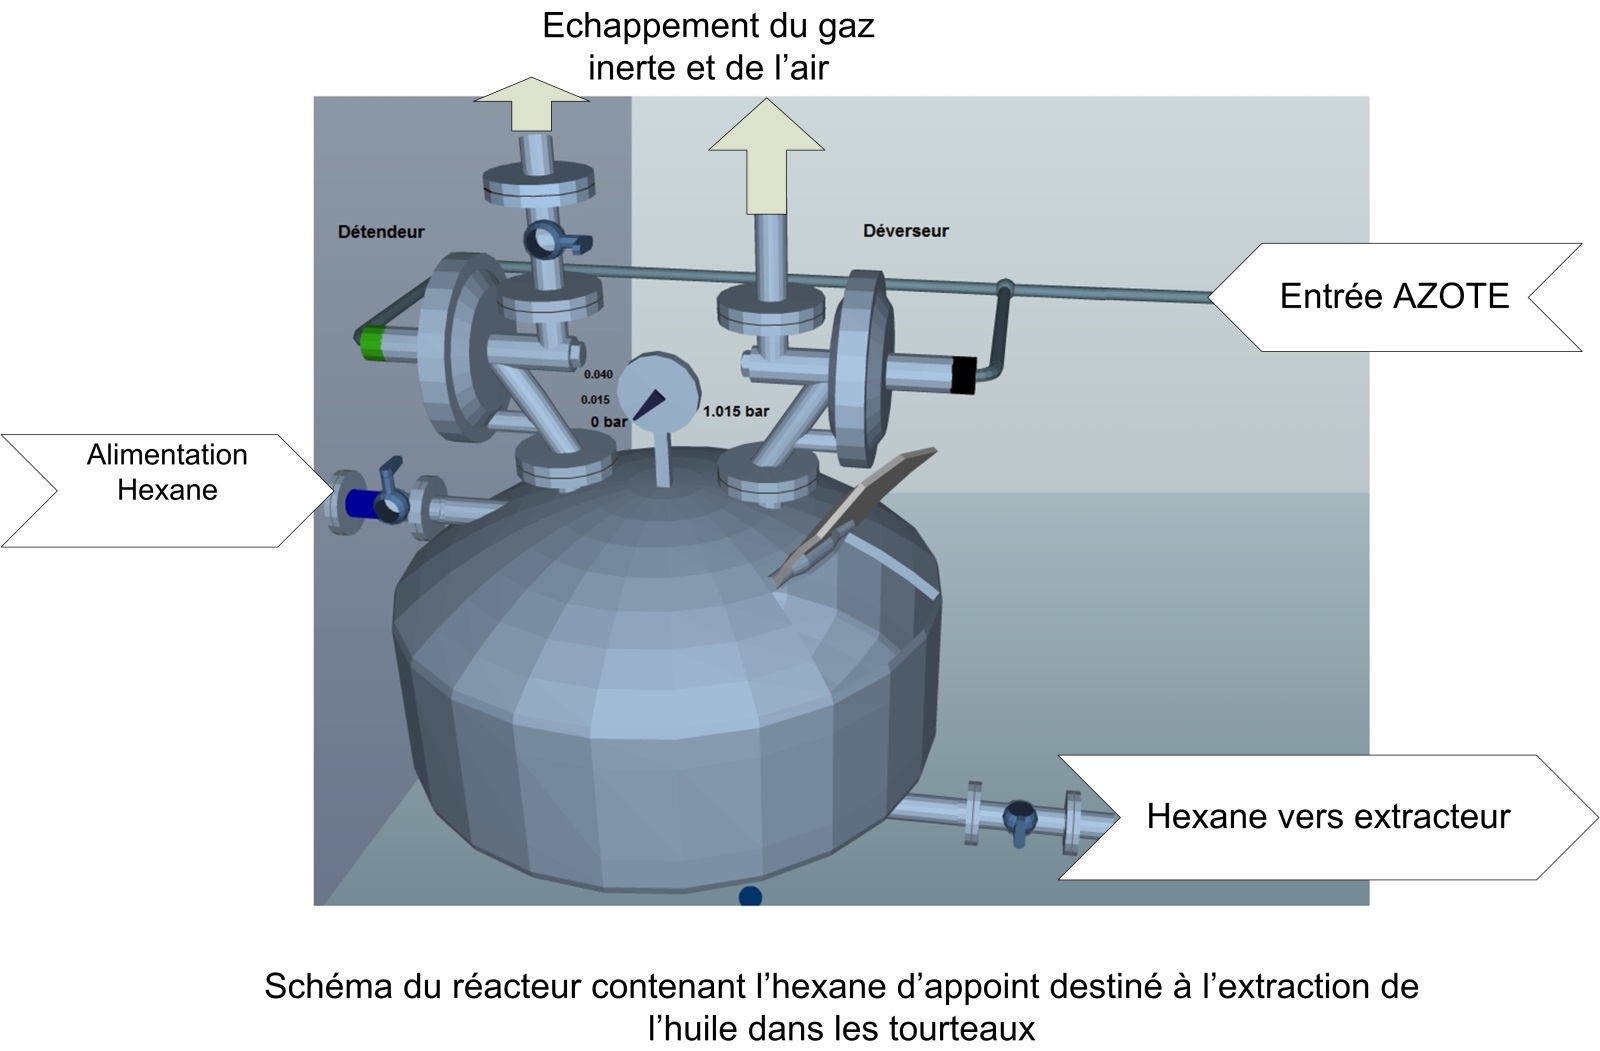 Echappement du gaz
inerte et de l’air
Détendeur
Déverseur
Entrée AZOTE
0.040
0.015
0 bar
1.015 bar
Alimentation
Hexane
Hexane vers extracteur
Schéma du réacteur contenant l’hexane d’appoint destiné à l’extraction de
l’huile dans les tourteaux